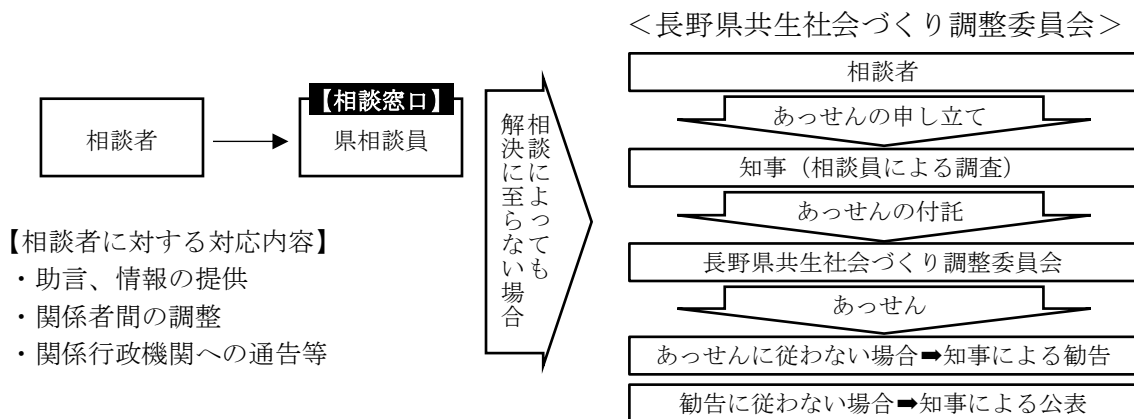 <長野県共生社会づくり調整委員会>
相談者
【相談窓口】
県相談員
【相談者に対する対応内容】
・助言、情報の提供
・関係者間の調整
・関係行政機関への通告等
相談によっても
解決に至らない場合
相談者
あっせんの申し立て
知事（相談員による調査）
あっせんの付託
長野県共生社会づくり調整委員会
あっせん
あっせんに従わない場合➡知事による勧告
勧告に従わない場合➡知事による公表